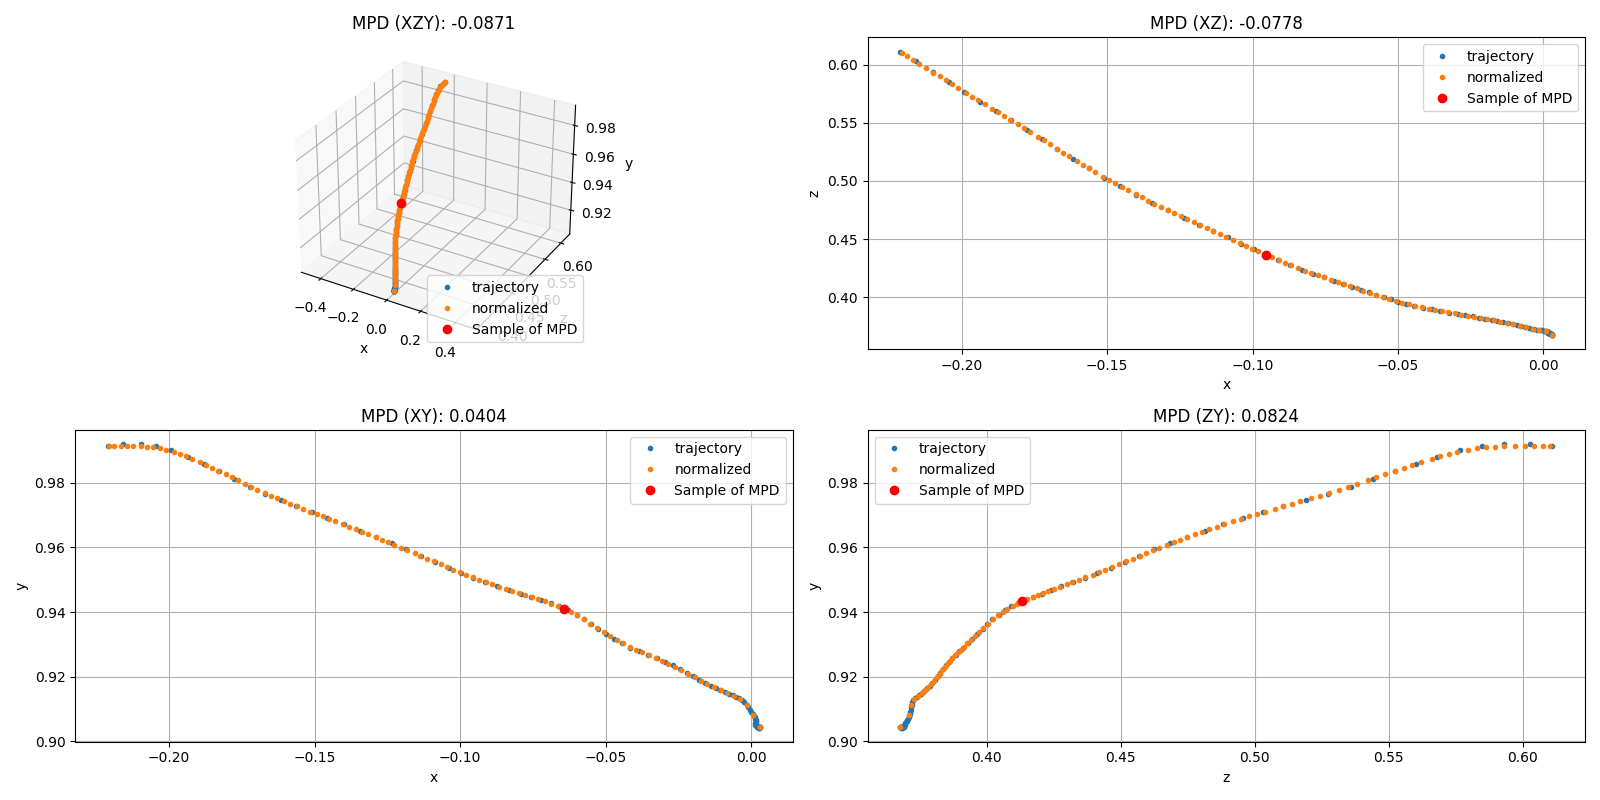 MPD (XZY): -0.0871
0.98
0.96
0.94
0.92
y
0.60
0.55
0.50
0.45
0.40
z
−0.4
−0.2
0.0
0.2
0.4
x
trajectory
normalized
Sample of MPD
MPD (XZ): -0.0778
0.60
0.55
0.50
0.45
0.40
z
−0.20
−0.15
−0.10
−0.05
0.00
x
trajectory
normalized
Sample of MPD
MPD (XY): 0.0404
0.98
0.96
0.94
0.92
0.90
y
−0.20
−0.15
−0.10
−0.05
0.00
x
trajectory
normalized
Sample of MPD
MPD (ZY): 0.0824
0.98
0.96
0.94
0.92
0.90
y
0.40
0.45
0.50
0.55
0.60
z
trajectory
normalized
Sample of MPD